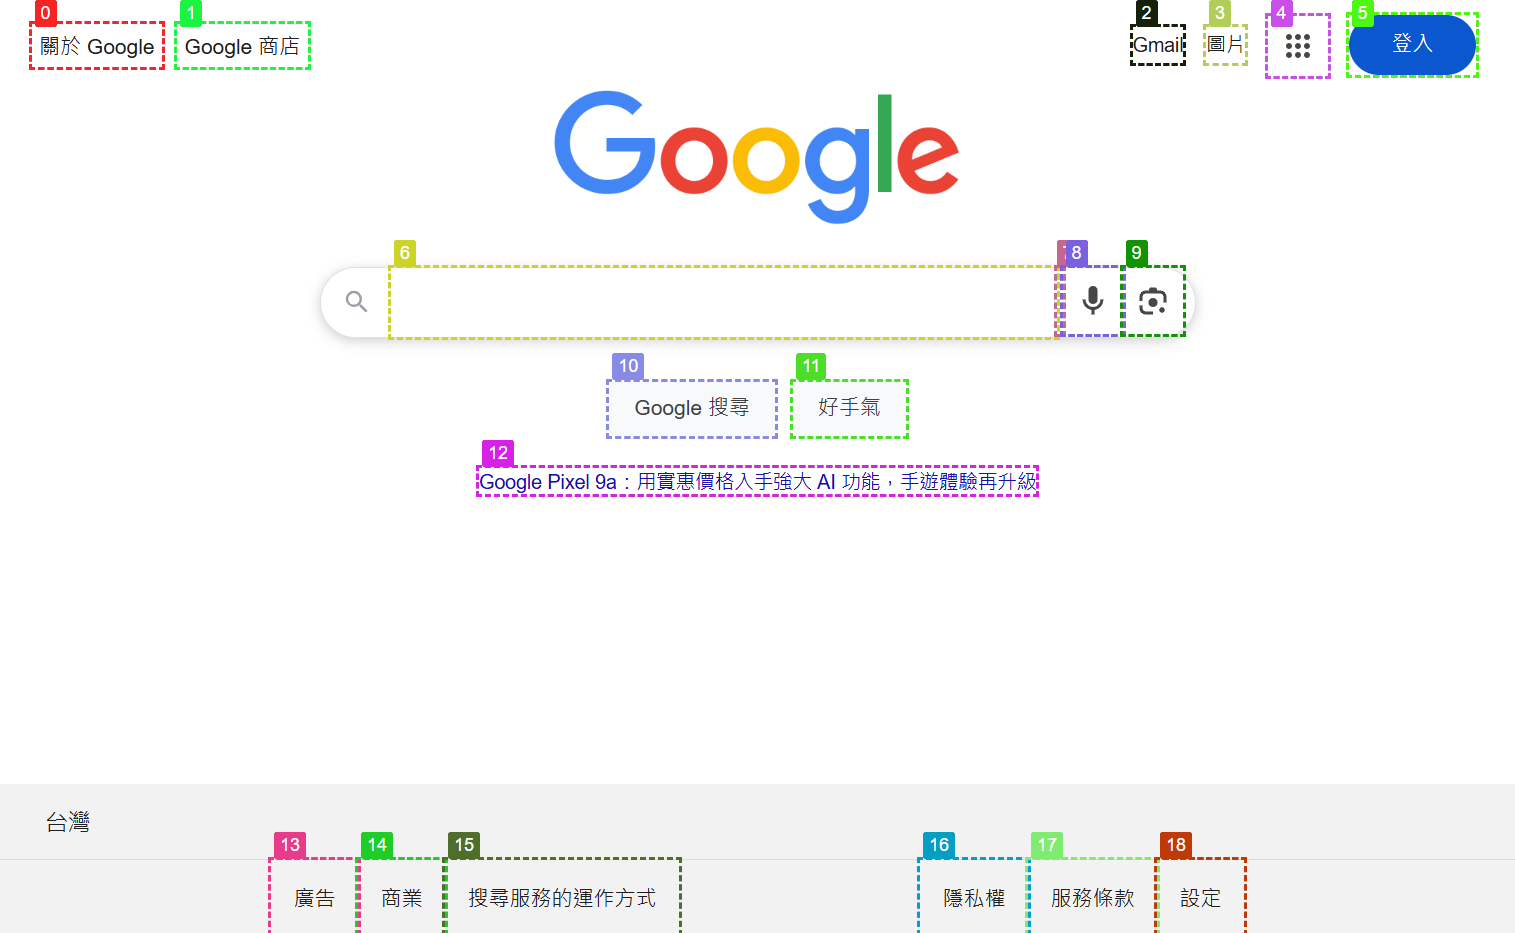 0 1 2 3 4 5
關於 Google Google 商店 Gmail 圖片 登入
Google
6 8 9
10 11
Google 搜尋 好手氣
12
Google Pixel 9a：用實惠價格入手強大 AI 功能，手遊體驗再升級
台灣
13 14 15 16 17 18
廣告 商業 搜尋服務的運作方式 隱私權 服務條款 設定